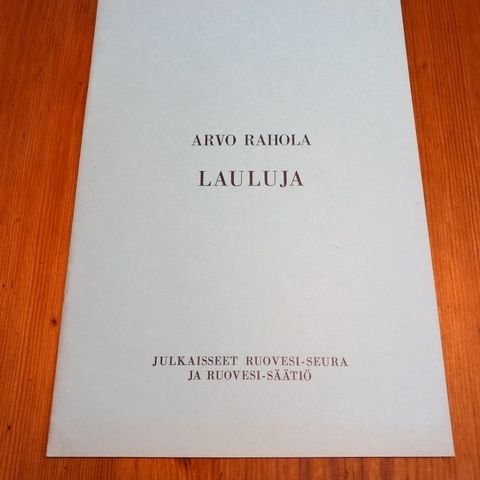 ARVO RAHOLA
LAULUJA
JULKAISSEET RUOVESI-SEURA
JA RUOVESI-SÄÄTIÖ